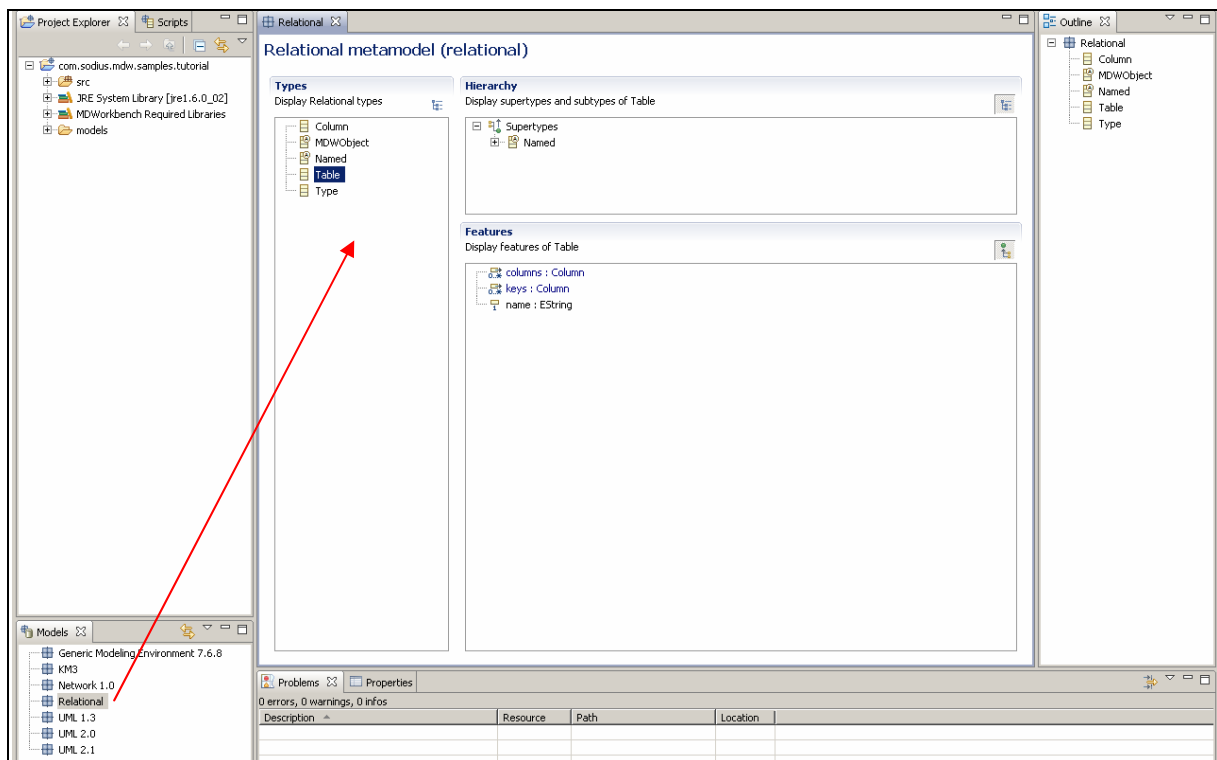 Project Explorer
Scripts
com.sodius.mdw.samples.tutorial
src
JRE System Library [jre1.6.0_02]
MDWorkbench Required Libraries
models
Models
Generic Modeling Environment 7.6.8
KM3
Network 1.0
Relational
UML 1.3
UML 2.0
UML 2.1
Relational
Relational metamodel (relational)
Types
Display Relational types
Column
MDWObject
Named
Table
Type
Hierarchy
Display supertypes and subtypes of Table
Supertypes
Named
Features
Display features of Table
columns : Column
keys : Column
name : EString
Problems
Properties
0 errors, 0 warnings, 0 infos
Description Resource Path Location
Outline
Relational
Column
MDWObject
Named
Table
Type